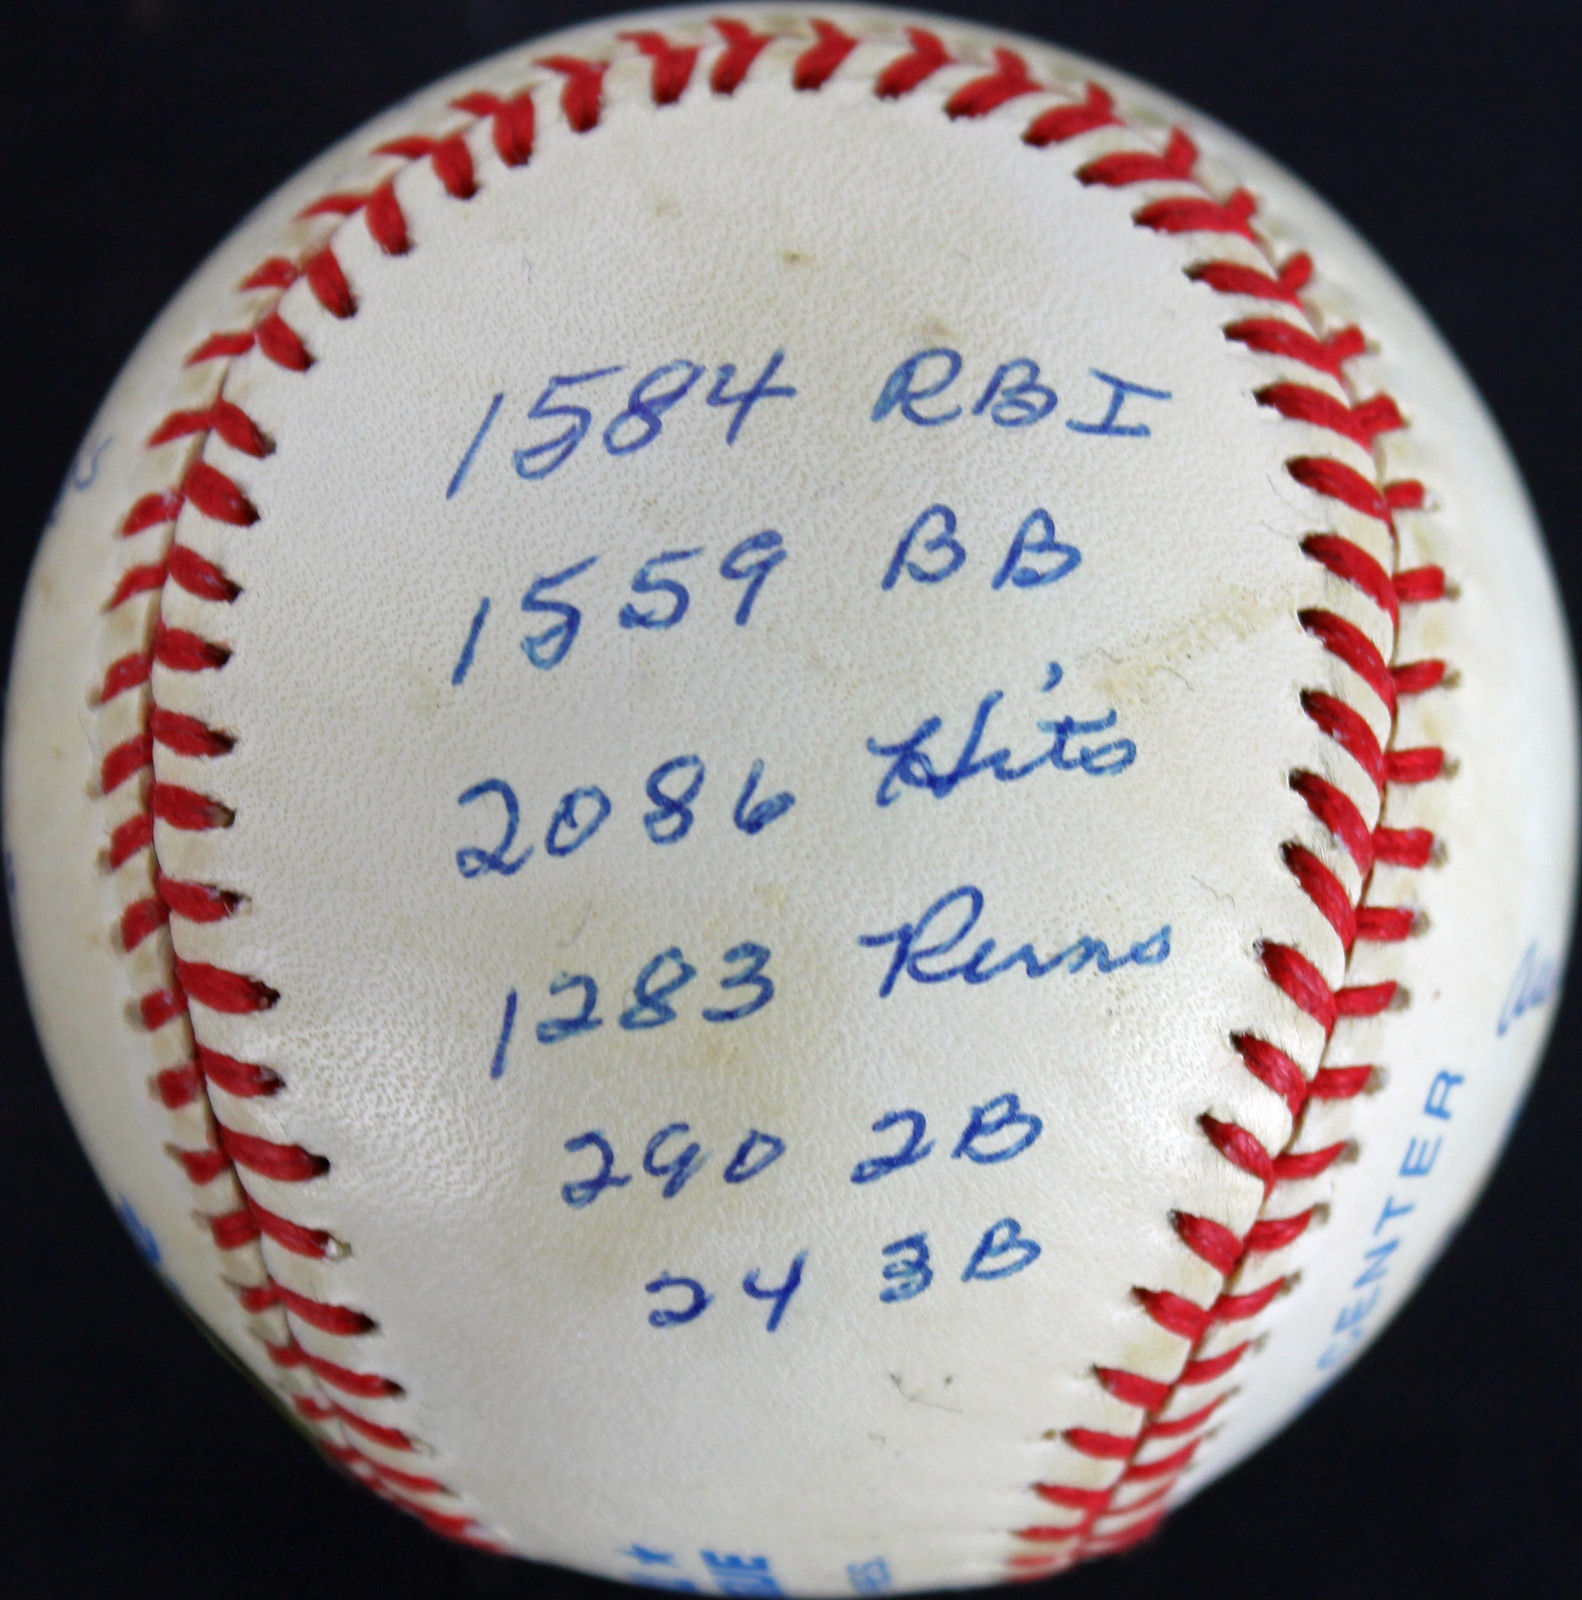 1584 RBI
1559 BB
2086 Hits
1283 Runs
290 2B
24 3B
CENTER